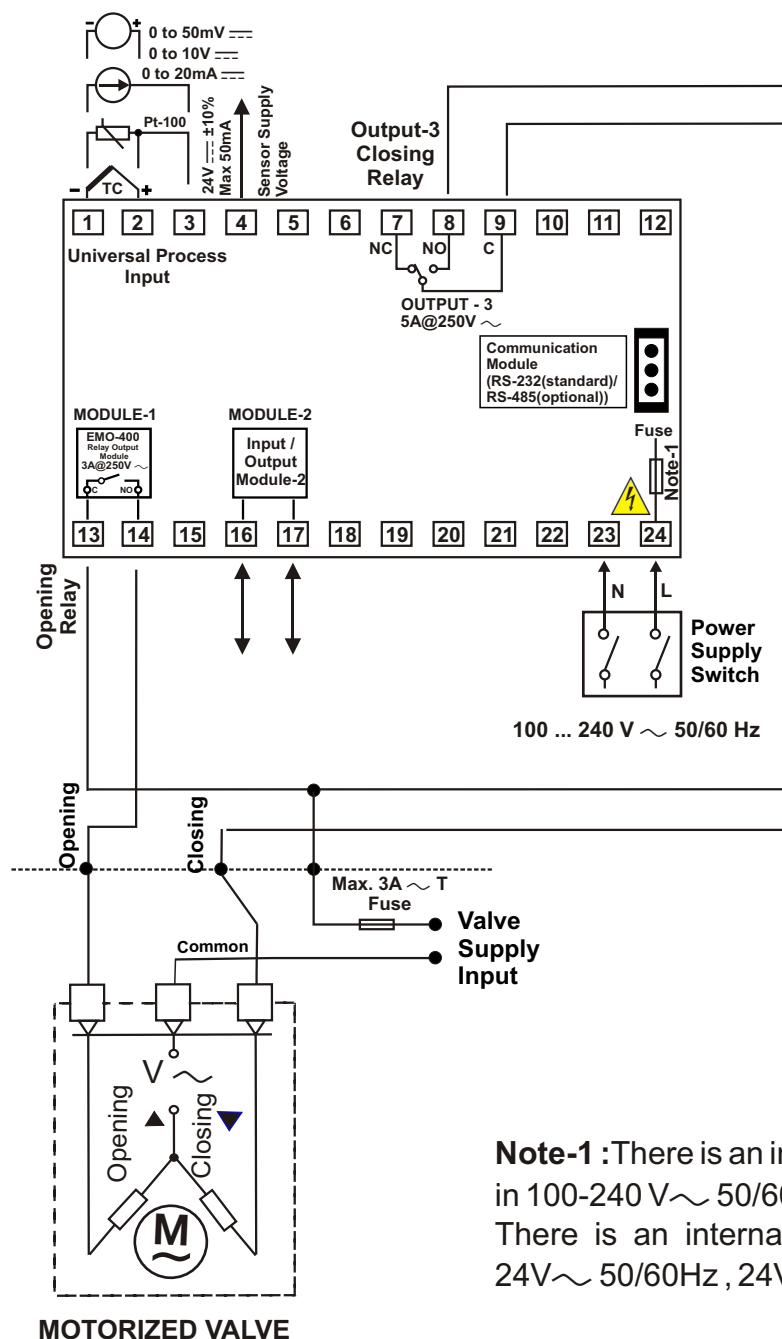 - +
0 to 50mV
0 to 10V
0 to 20mA
Pt-100
- TC +
24V ±10%
Max 50mA
Sensor Supply
Voltage
Output-3
Closing
Relay
1 2 3 4 5 6 7 8 9 10 11 12
Universal Process
Input
NC NO C
OUTPUT - 3
5A@250V ～
Communication
Module
(RS-232(standard)/
RS-485(optional))
Fuse
Note-1
MODULE-1
EMO-400
Relay Output
Module
3A@250V ～
C NO
MODULE-2
Input /
Output
Module-2
13 14 15 16 17 18 19 20 21 22 23 24
Opening
Relay
N L
Power
Supply
Switch
100 ... 240 V ～ 50/60 Hz
Opening
Closing
Max. 3A ～ T
Fuse
Valve
Supply
Input
Common
V ～
Opening
Closing
M
～
MOTORIZED VALVE
Note-1 :There is an i
in 100-240 V～ 50/6
There is an interna
24V～ 50/60Hz , 24V